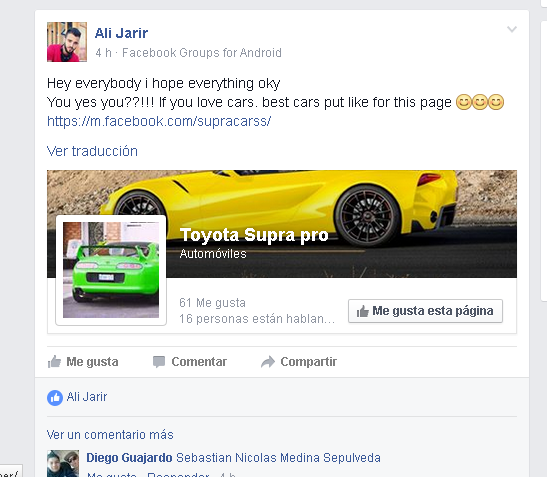 Ali Jarir
4 h · Facebook Groups for Android
Hey everybody i hope everything oky
You yes you??!!! If you love cars. best cars put like for this page 😊😊😊
https://m.facebook.com/supracarss/
Ver traducción
Toyota Supra pro
Automóviles
61 Me gusta
16 personas están hablan...
Me gusta esta página
Me gusta Comentar Compartir
Ali Jarir
Ver un comentario más
Diego Guajardo Sebastian Nicolas Medina Sepulveda
Me gusta · Responder · 4 h